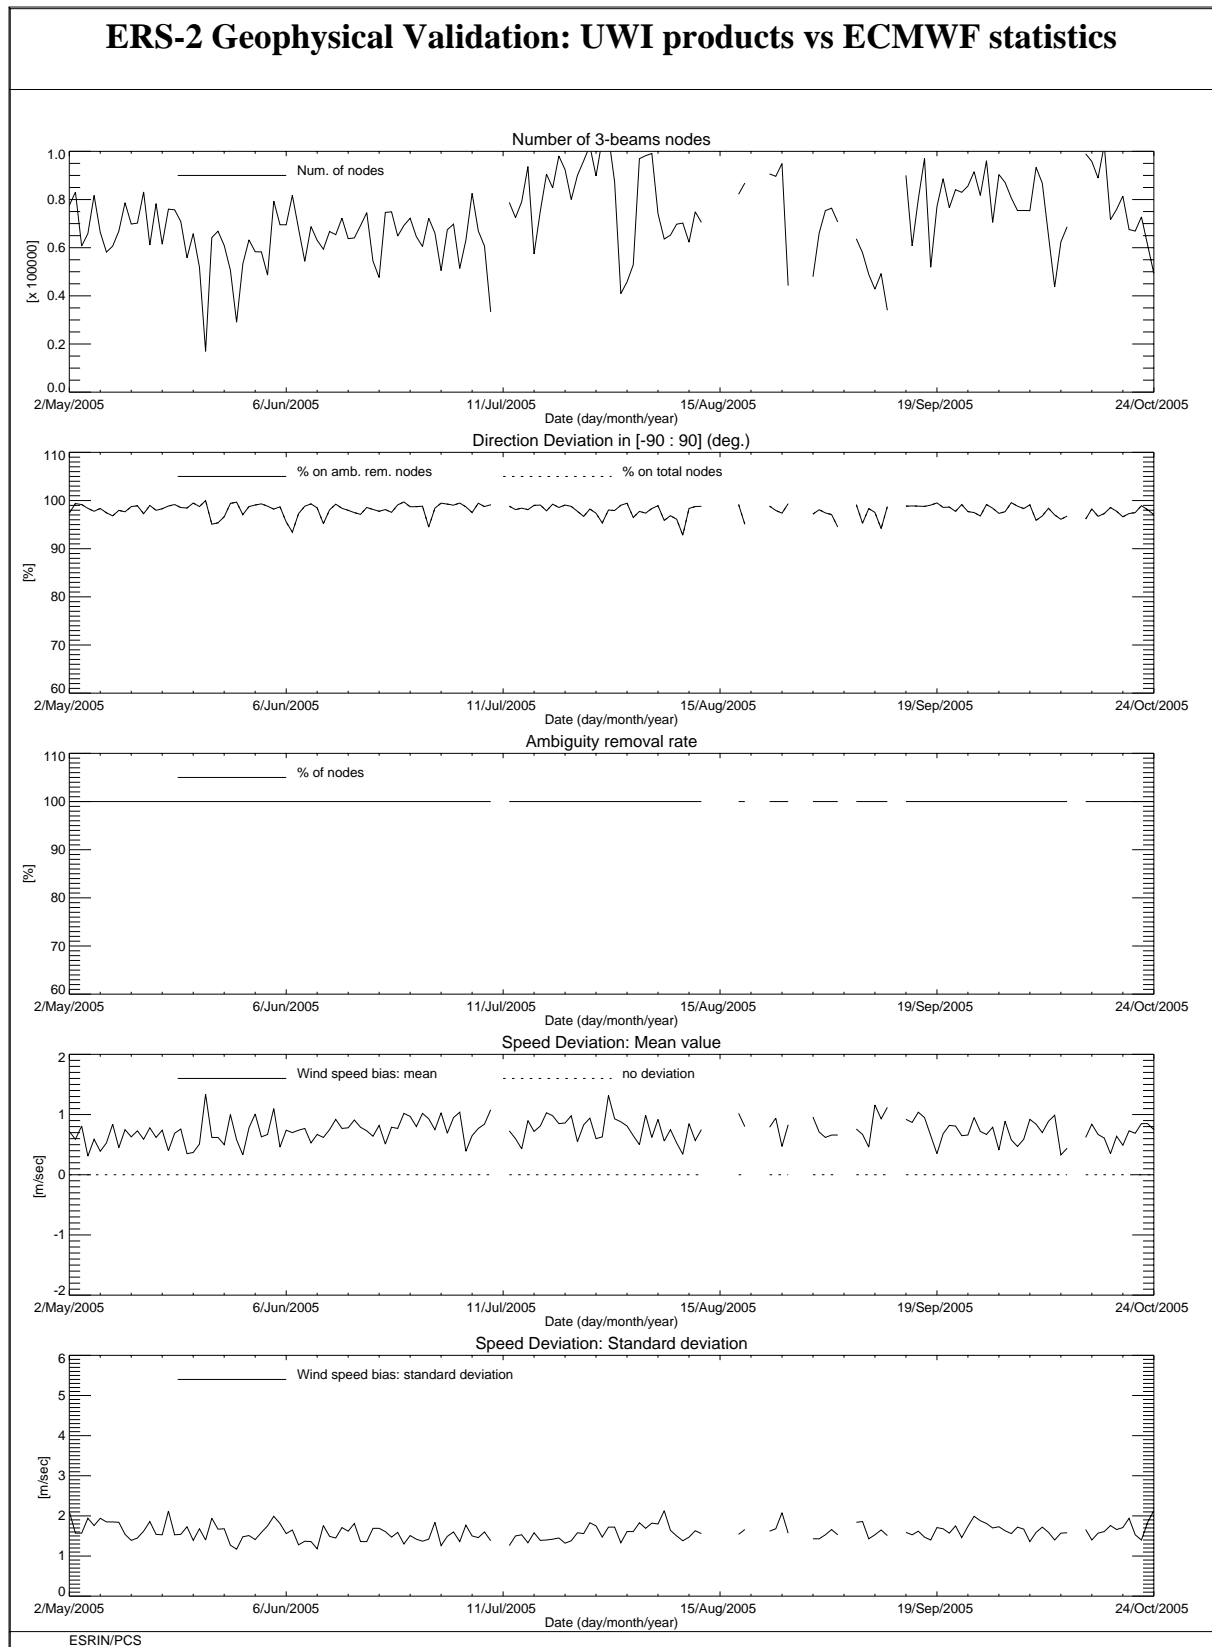 ERS-2 Geophysical Validation: UWI products vs ECMWF statistics
Number of 3-beams nodes
Num. of nodes
1.0
0.8
0.6
0.4
0.2
0.0
[x 100000]
2/May/2005 6/Jun/2005 11/Jul/2005 15/Aug/2005 19/Sep/2005 24/Oct/2005
Date (day/month/year)
Direction Deviation in [-90 : 90] (deg.)
% on amb. rem. nodes % on total nodes
110
100
90
80
70
60
[%]
2/May/2005 6/Jun/2005 11/Jul/2005 15/Aug/2005 19/Sep/2005 24/Oct/2005
Date (day/month/year)
Ambiguity removal rate
% of nodes
110
100
90
80
70
60
[%]
2/May/2005 6/Jun/2005 11/Jul/2005 15/Aug/2005 19/Sep/2005 24/Oct/2005
Date (day/month/year)
Speed Deviation: Mean value
Wind speed bias: mean no deviation
2
1
0
-1
-2
[m/sec]
2/May/2005 6/Jun/2005 11/Jul/2005 15/Aug/2005 19/Sep/2005 24/Oct/2005
Date (day/month/year)
Speed Deviation: Standard deviation
Wind speed bias: standard deviation
6
5
4
3
2
1
0
[m/sec]
2/May/2005 6/Jun/2005 11/Jul/2005 15/Aug/2005 19/Sep/2005 24/Oct/2005
Date (day/month/year)
ESRIN/PCS